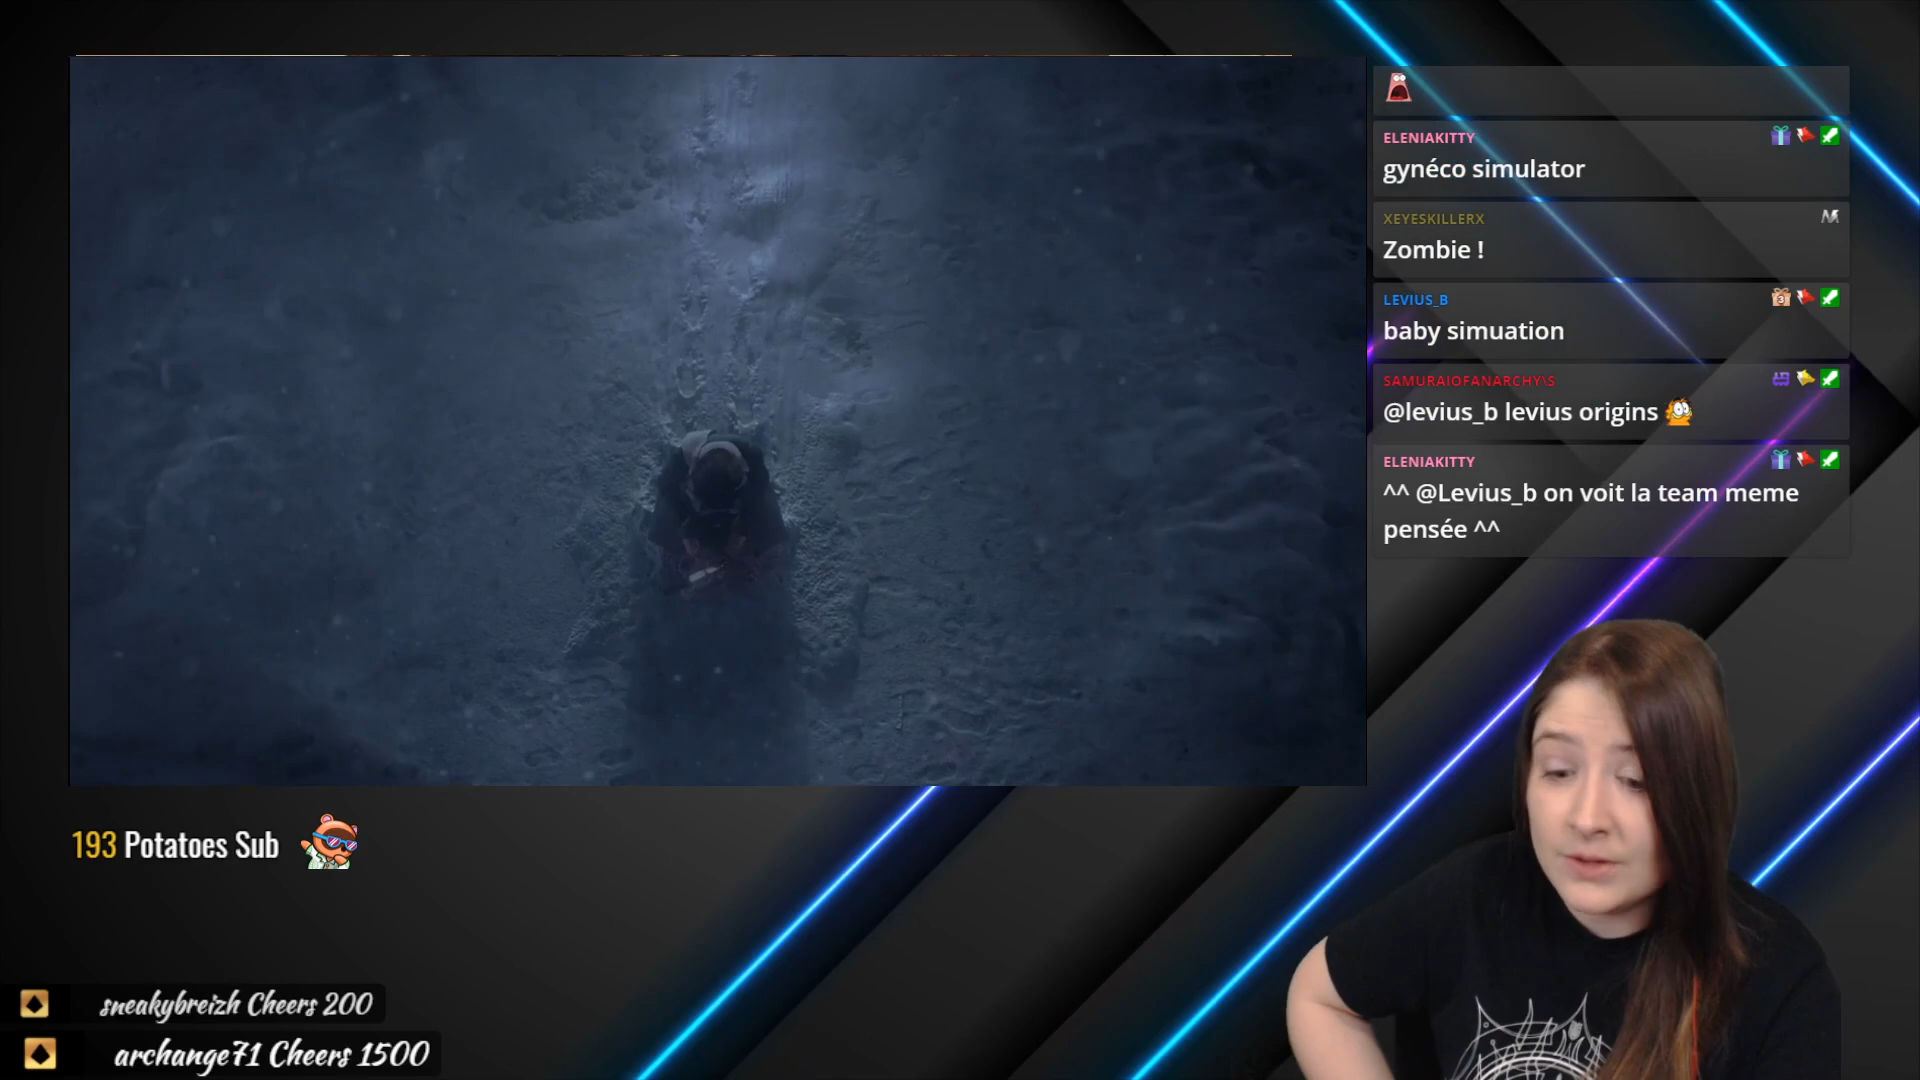 ELENIAKITTY
gynéco simulator
XEYESKILLERX
Zombie !
LEVIUS_B
baby simuation
SAMURAIOFANARCHY\S
@levius_b levius origins
ELENIAKITTY
^^ @Levius_b on voit la team meme
pensée ^^
193 Potatoes Sub
sneakybreizh Cheers 200
archange71 Cheers 1500